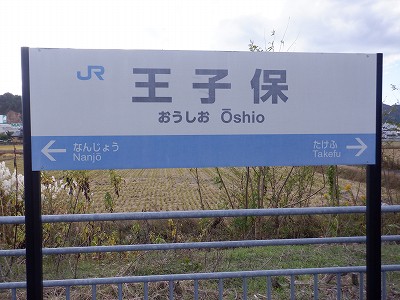 JR
王子保
おうしお Ōshio
← なんじょう
Nanjō
たけふ →
Takefu